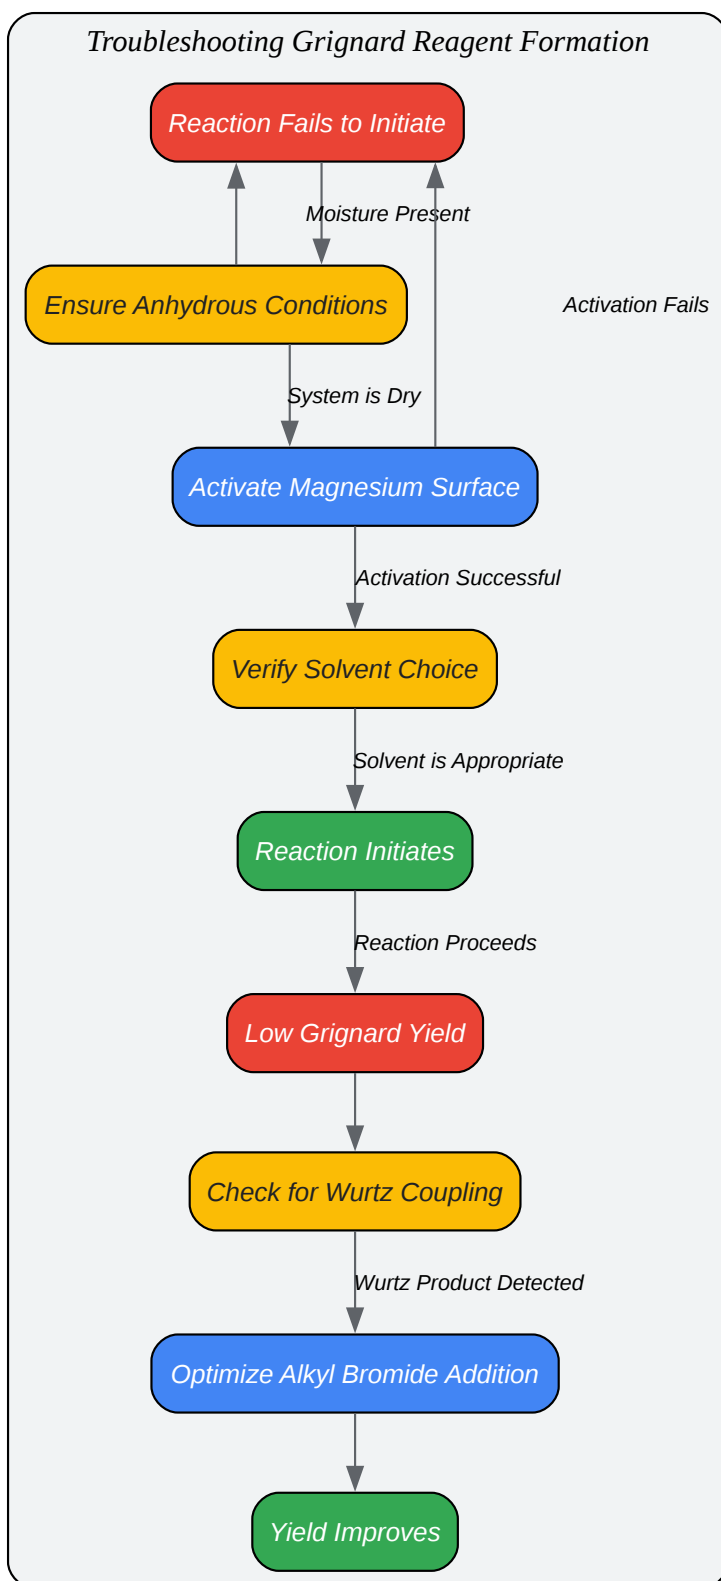 Troubleshooting Grignard Reagent Formation
Reaction Fails to Initiate
Moisture Present
Ensure Anhydrous Conditions
Activation Fails
System is Dry
Activate Magnesium Surface
Activation Successful
Verify Solvent Choice
Solvent is Appropriate
Reaction Initiates
Reaction Proceeds
Low Grignard Yield
Check for Wurtz Coupling
Wurtz Product Detected
Optimize Alkyl Bromide Addition
Yield Improves